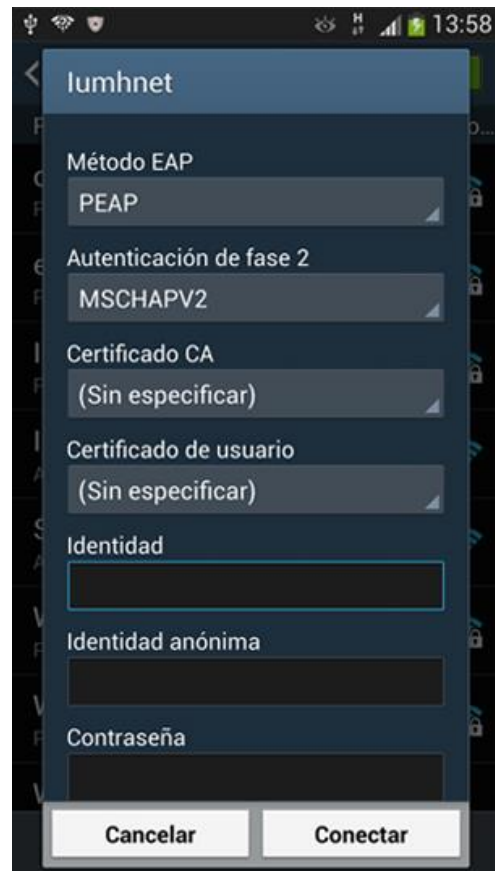 13:58
Iumhnet
Método EAP
PEAP
Autenticación de fase 2
MSCHAPV2
Certificado CA
(Sin especificar)
Certificado de usuario
(Sin especificar)
Identidad
Identidad anónima
Contraseña
Cancelar
Conectar